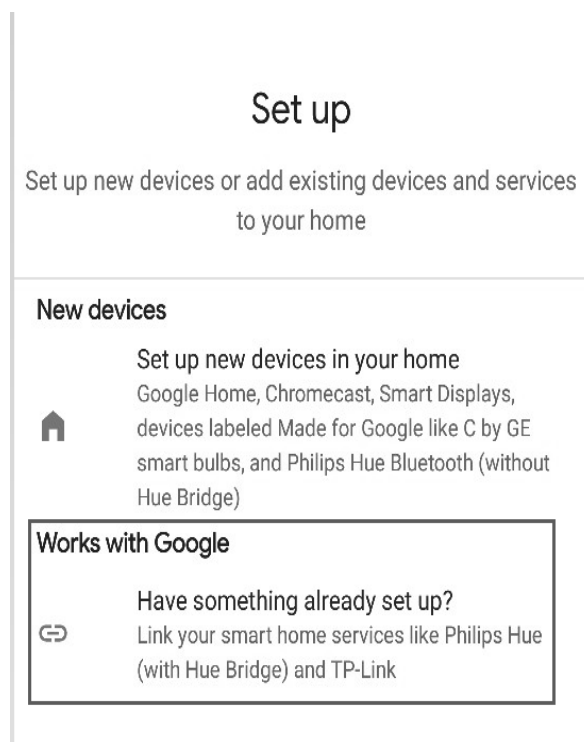 Set up
Set up new devices or add existing devices and services
to your home
New devices
Set up new devices in your home
Google Home, Chromecast, Smart Displays,
devices labeled Made for Google like C by GE
smart bulbs, and Philips Hue Bluetooth (without
Hue Bridge)
Works with Google
Have something already set up?
Link your smart home services like Philips Hue
(with Hue Bridge) and TP-Link